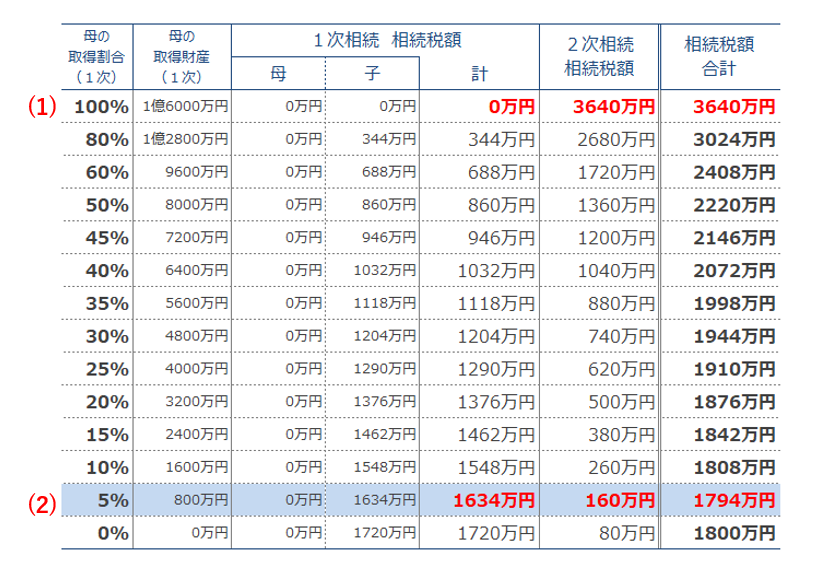 母の取得割合（１次） 母の取得財産（１次） １次相続 相続税額 ２次相続相続税額 相続税額合計
母 子 計
(1) 100% 1億6000万円 0万円 0万円 0万円 3640万円 3640万円
80% 1億2800万円 0万円 344万円 344万円 2680万円 3024万円
60% 9600万円 0万円 688万円 688万円 1720万円 2408万円
50% 8000万円 0万円 860万円 860万円 1360万円 2220万円
45% 7200万円 0万円 946万円 946万円 1200万円 2146万円
40% 6400万円 0万円 1032万円 1032万円 1040万円 2072万円
35% 5600万円 0万円 1118万円 1118万円 880万円 1998万円
30% 4800万円 0万円 1204万円 1204万円 740万円 1944万円
25% 4000万円 0万円 1290万円 1290万円 620万円 1910万円
20% 3200万円 0万円 1376万円 1376万円 500万円 1876万円
15% 2400万円 0万円 1462万円 1462万円 380万円 1842万円
10% 1600万円 0万円 1548万円 1548万円 260万円 1808万円
(2) 5% 800万円 0万円 1634万円 1634万円 160万円 1794万円
0% 0万円 0万円 1720万円 1720万円 80万円 1800万円